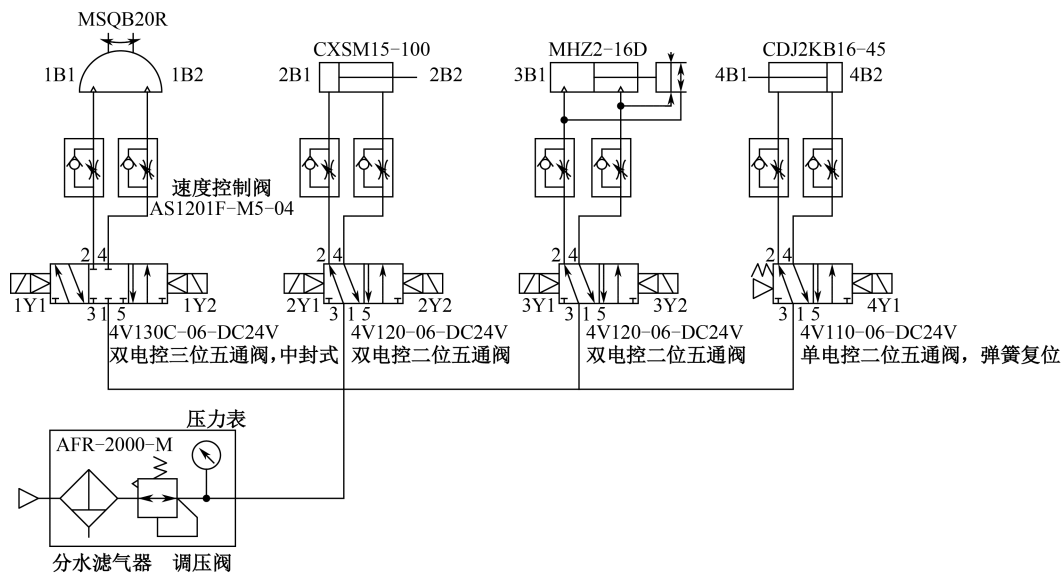 MSQB20R
1B1
1B2
CXSM15-100
2B1
2B2
MHZ2-16D
3B1
CDJ2KB16-45
4B1
4B2
速度控制阀
AS1201F-M5-04
2 4
1Y1
1Y2
3 1 5
4V130C-06-DC24V
双电控三位五通阀，中封式
2 4
2Y1
2Y2
3 1 5
4V120-06-DC24V
双电控二位五通阀
2 4
3Y1
3Y2
3 1 5
4V120-06-DC24V
双电控二位五通阀
2 4
4Y1
3 1 5
4V110-06-DC24V
单电控二位五通阀，弹簧复位
压力表
AFR-2000-M
分水滤气器
调压阀